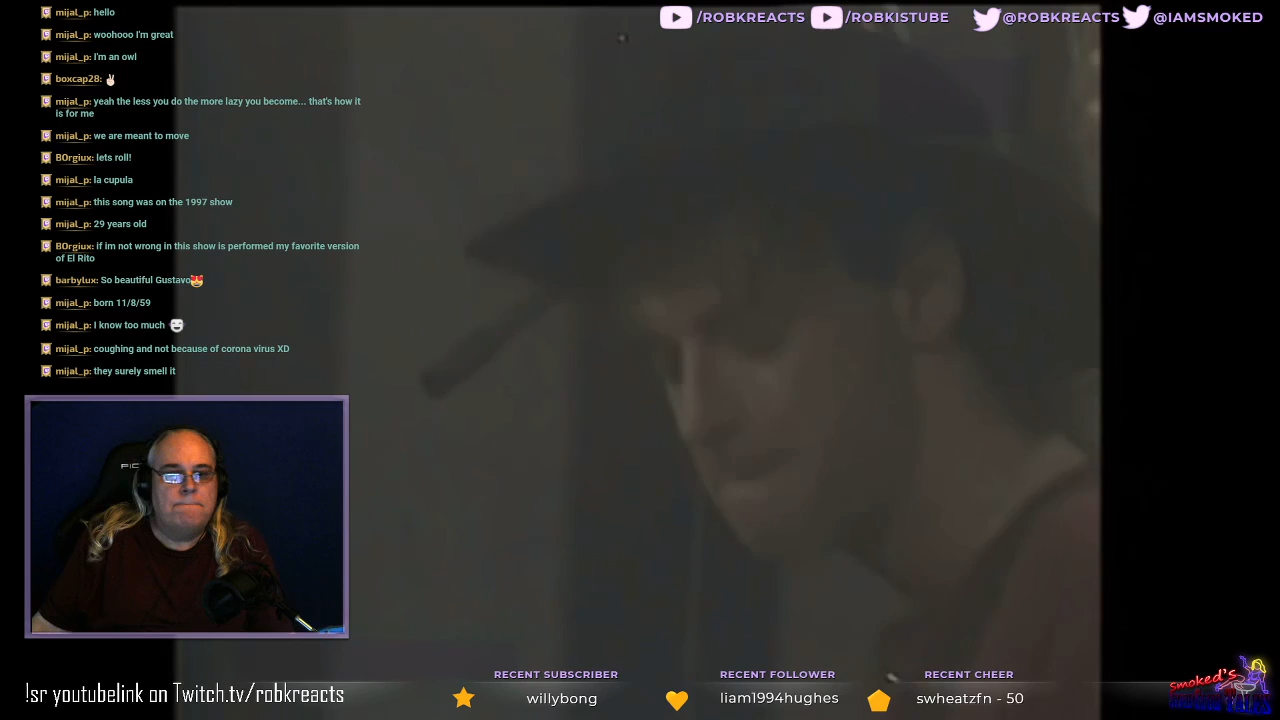 mijal_p: hello
mijal_p: woohooo I'm great
mijal_p: I'm an owl
boxcap28:
mijal_p: yeah the less you do the more lazy you become... that's how it
is for me
mijal_p: we are meant to move
B0rgiux: lets roll!
mijal_p: la cupula
mijal_p: this song was on the 1997 show
mijal_p: 29 years old
B0rgiux: if im not wrong in this show is performed my favorite version
of El Rito
barbylux: So beautiful Gustavo
mijal_p: born 11/8/59
mijal_p: I know too much
mijal_p: coughing and not because of corona virus XD
mijal_p: they surely smell it
/ROBKREACTS /ROBKISTUBE @ROBKREACTS @IAMSMOKED
!sr youtubelink on Twitch.tv/robkreacts
RECENT SUBSCRIBER
willybong
RECENT FOLLOWER
liam1994hughes
RECENT CHEER
swheatzfn - 50
smoked's